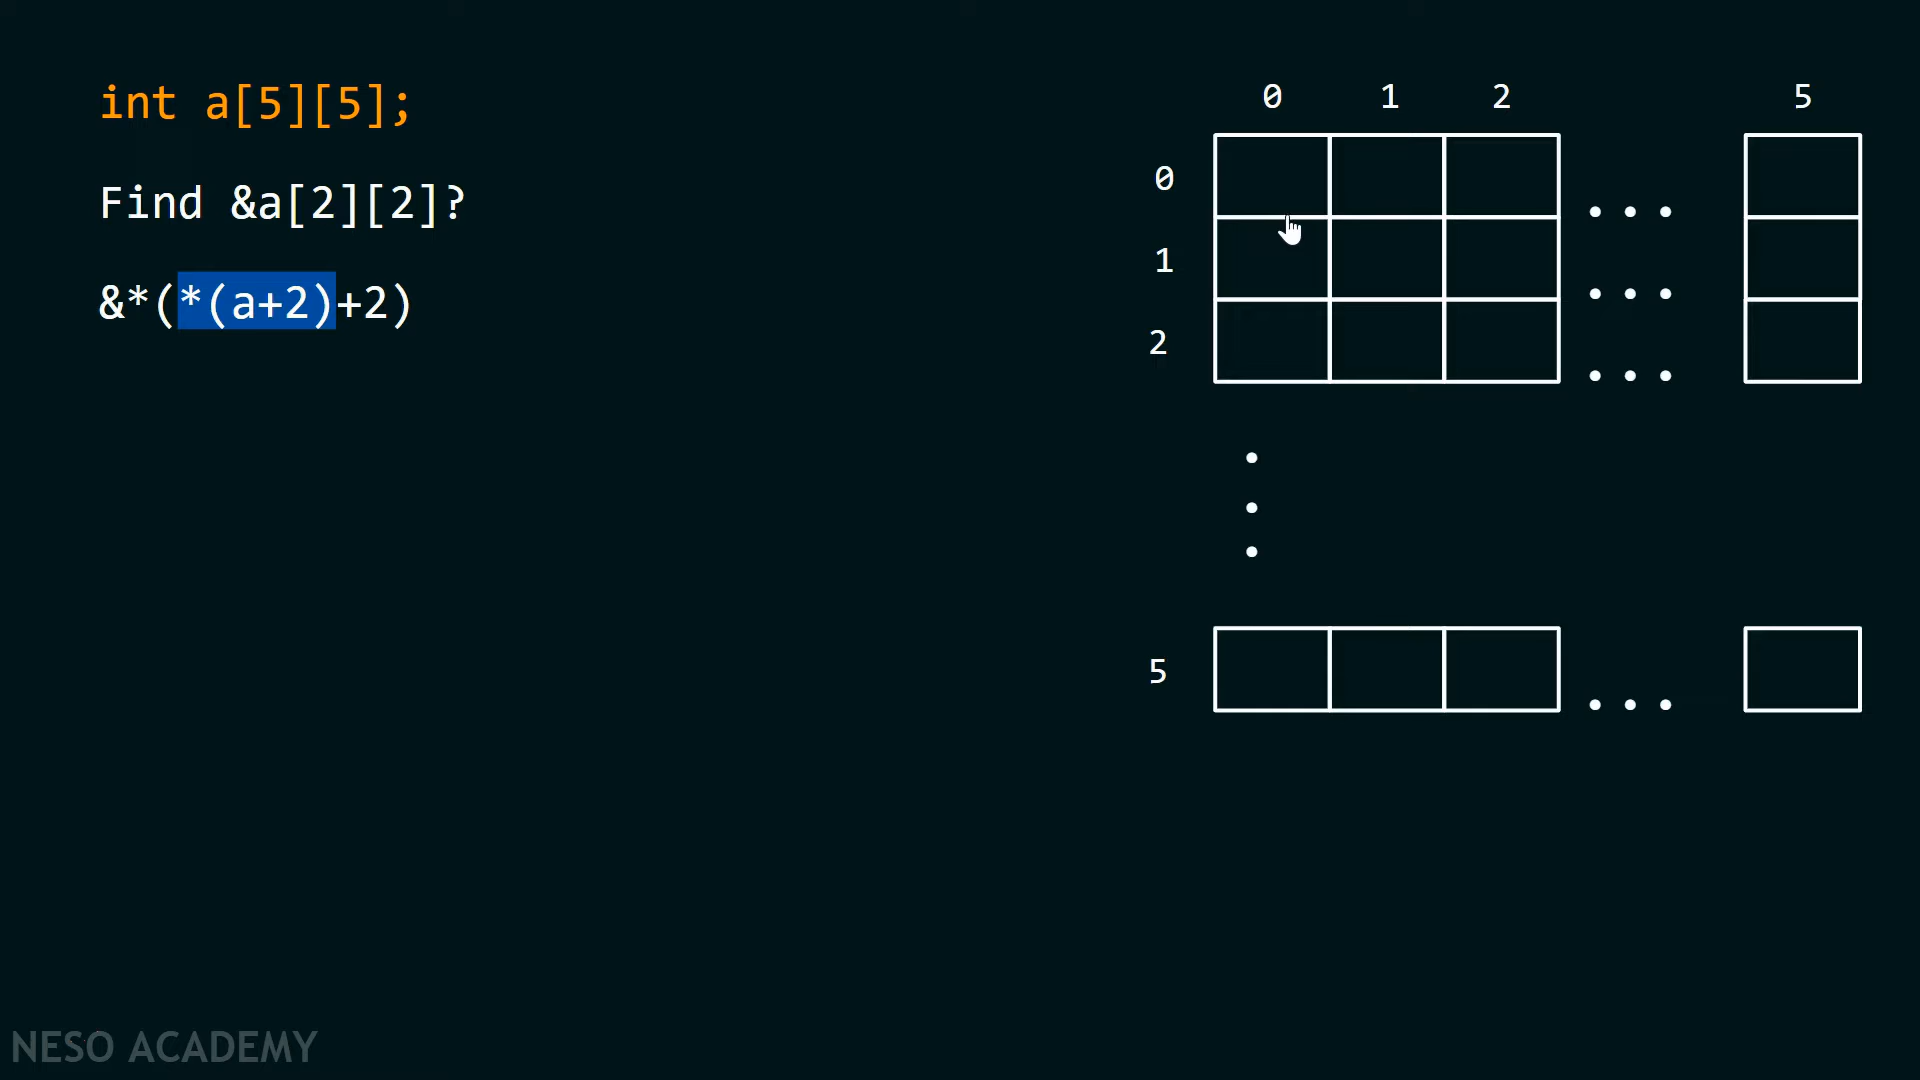 int a[5][5];
Find &a[2][2]?
&*(*(a+2)+2)
0 1 2 5
0
1
2
5
NESO ACADEMY